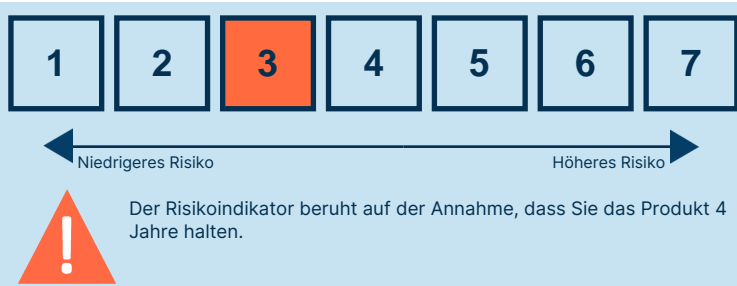 1 2 3 4 5 6 7
Niedrigeres Risiko Höheres Risiko
Der Risikoindikator beruht auf der Annahme, dass Sie das Produkt 4
Jahre halten.
!